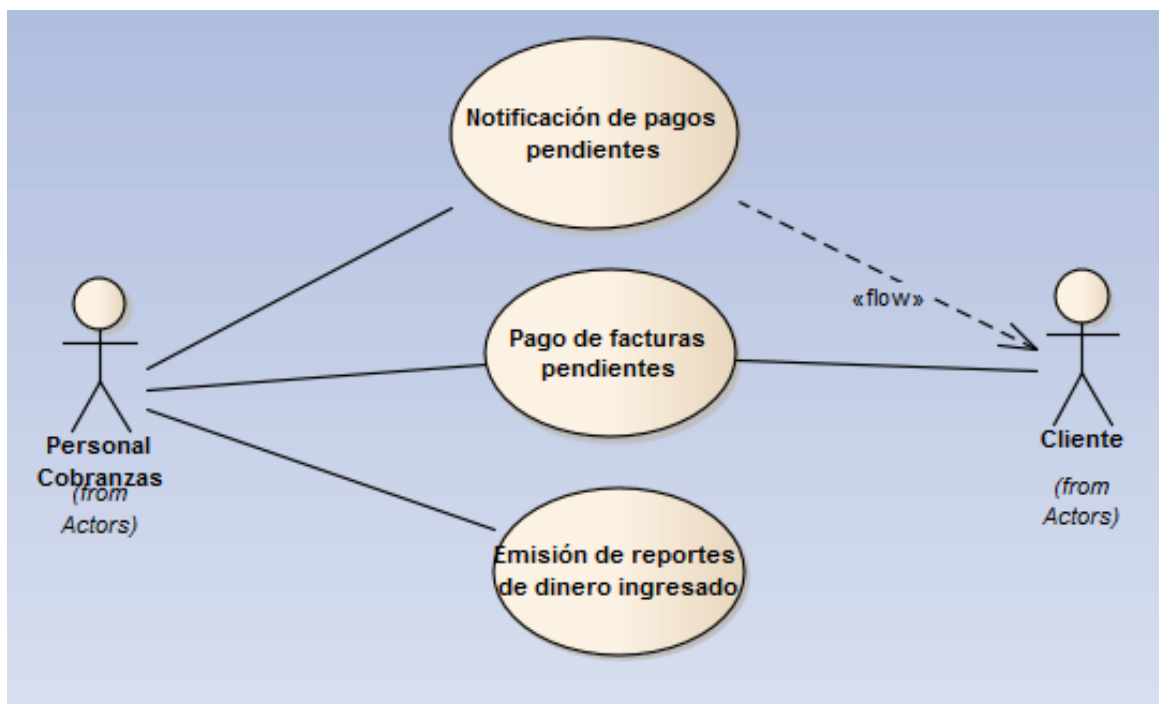 Notificación de pagos
pendientes
«flow»
Pago de facturas
pendientes
Personal
Cobranzas
(from
Actors)
Cliente
(from
Actors)
Emisión de reportes
de dinero ingresado